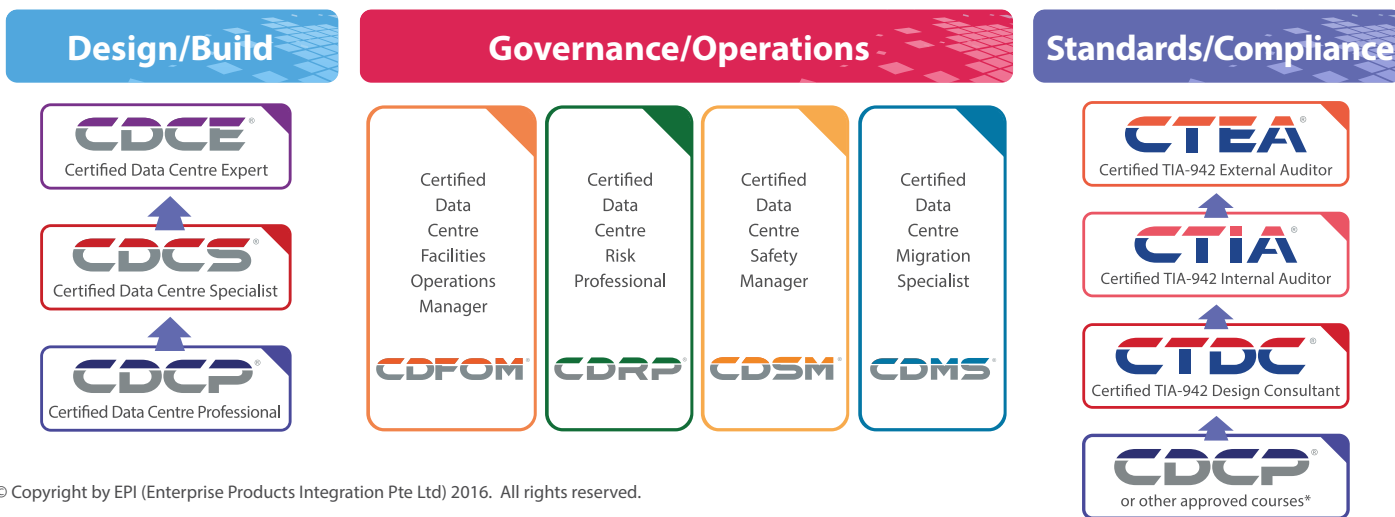 Design/Build
CDCE®
Certified Data Centre Expert
CDCS®
Certified Data Centre Specialist
CDCP®
Certified Data Centre Professional
Governance/Operations
Certified
Data
Centre
Facilities
Operations
Manager
CDFOM®
Certified
Data
Centre
Risk
Professional
CDRP®
Certified
Data
Centre
Safety
Manager
CDSM®
Certified
Data
Centre
Migration
Specialist
CDMS®
Standards/Compliance
CTEA®
Certified TIA-942 External Auditor
CTIA®
Certified TIA-942 Internal Auditor
CTDC®
Certified TIA-942 Design Consultant
CDCP®
or other approved courses*
© Copyright by EPI (Enterprise Products Integration Pte Ltd) 2016. All rights reserved.